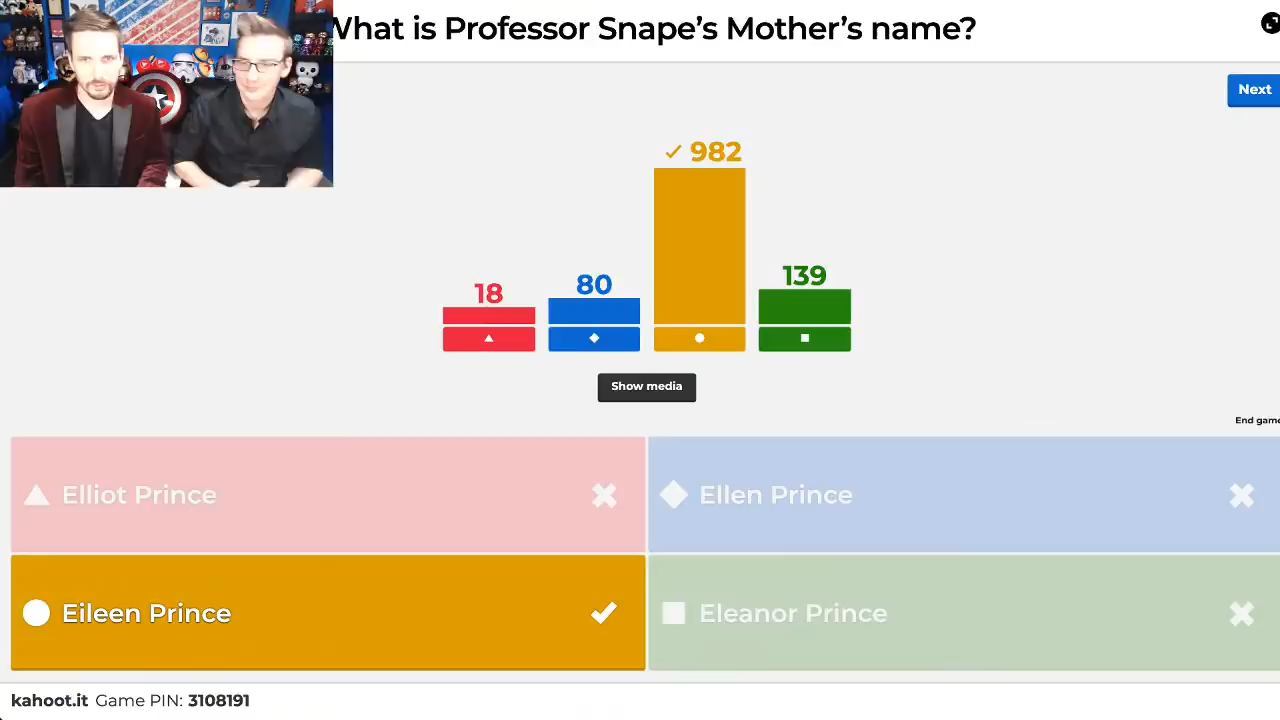 What is Professor Snape's Mother's name?
Next
18
80
✓ 982
139
Show media
End game
Elliot Prince
Ellen Prince
Eileen Prince
Eleanor Prince
kahoot.it Game PIN: 3108191